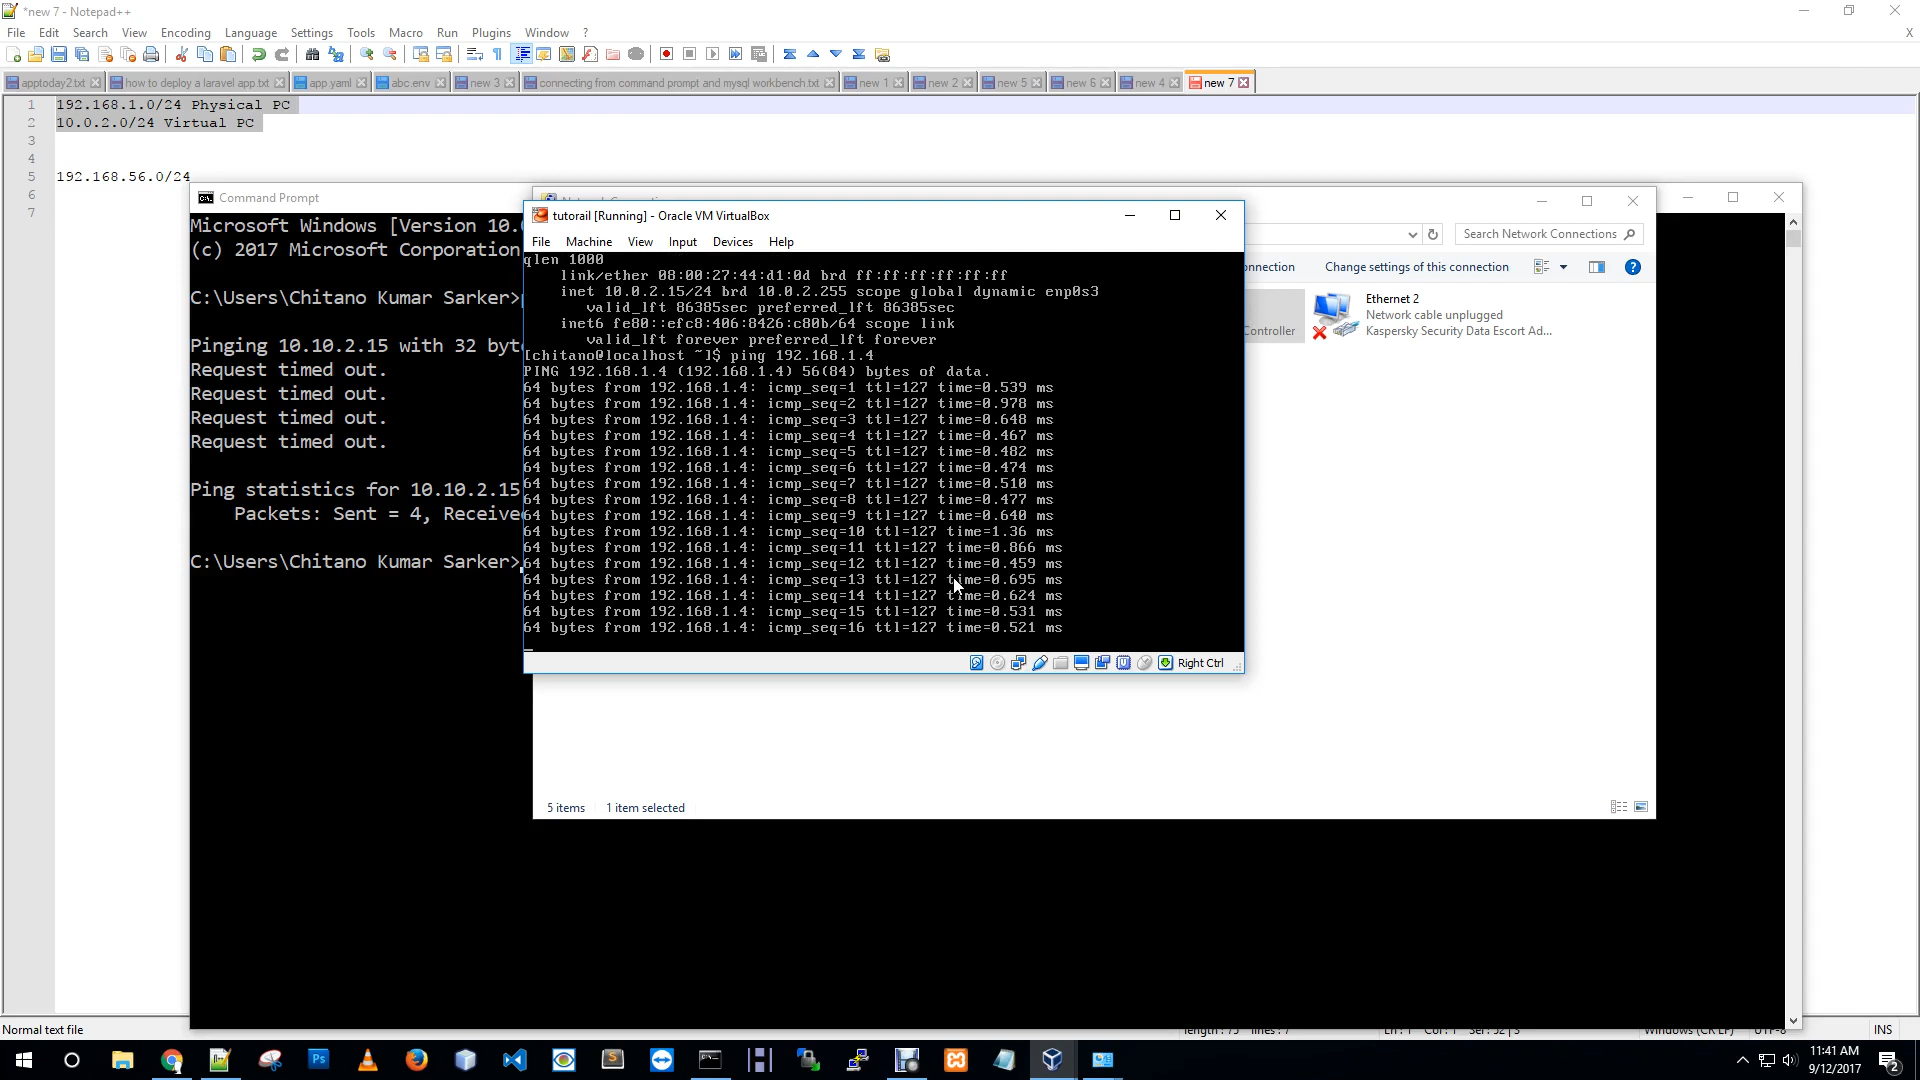 *new 7 - Notepad++
File Edit Search View Encoding Language Settings Tools Macro Run Plugins Window ? X
apptoday2.txt how to deploy a laravel app.txt app.yaml abc.env new 3 connecting from command prompt and mysql workbench.txt new 1 new 2 new 5 new 6 new 4 new 7
1 192.168.1.0/24 Physical PC
2 10.0.2.0/24 Virtual PC
3
4
5 192.168.56.0/24
6
7
Command Prompt
Microsoft Windows [Version 10.
(c) 2017 Microsoft Corporation
C:\Users\Chitano Kumar Sarker>
Pinging 10.10.2.15 with 32 byt
Request timed out.
Request timed out.
Request timed out.
Request timed out.
Ping statistics for 10.10.2.15
Packets: Sent = 4, Receive
C:\Users\Chitano Kumar Sarker>
tutorail [Running] - Oracle VM VirtualBox
File Machine View Input Devices Help
qlen 1000
link/ether 08:00:27:44:d1:0d brd ff:ff:ff:ff:ff:ff
inet 10.0.2.15/24 brd 10.0.2.255 scope global dynamic enp0s3
valid_lft 86385sec preferred_lft 86385sec
inet6 fe80::efc8:406:8426:c80b/64 scope link
valid_lft forever preferred_lft forever
[chitano@localhost ~]$ ping 192.168.1.4
PING 192.168.1.4 (192.168.1.4) 56(84) bytes of data.
64 bytes from 192.168.1.4: icmp_seq=1 ttl=127 time=0.539 ms
64 bytes from 192.168.1.4: icmp_seq=2 ttl=127 time=0.978 ms
64 bytes from 192.168.1.4: icmp_seq=3 ttl=127 time=0.648 ms
64 bytes from 192.168.1.4: icmp_seq=4 ttl=127 time=0.467 ms
64 bytes from 192.168.1.4: icmp_seq=5 ttl=127 time=0.482 ms
64 bytes from 192.168.1.4: icmp_seq=6 ttl=127 time=0.474 ms
64 bytes from 192.168.1.4: icmp_seq=7 ttl=127 time=0.510 ms
64 bytes from 192.168.1.4: icmp_seq=8 ttl=127 time=0.477 ms
64 bytes from 192.168.1.4: icmp_seq=9 ttl=127 time=0.640 ms
64 bytes from 192.168.1.4: icmp_seq=10 ttl=127 time=1.36 ms
64 bytes from 192.168.1.4: icmp_seq=11 ttl=127 time=0.866 ms
64 bytes from 192.168.1.4: icmp_seq=12 ttl=127 time=0.459 ms
64 bytes from 192.168.1.4: icmp_seq=13 ttl=127 time=0.695 ms
64 bytes from 192.168.1.4: icmp_seq=14 ttl=127 time=0.624 ms
64 bytes from 192.168.1.4: icmp_seq=15 ttl=127 time=0.531 ms
64 bytes from 192.168.1.4: icmp_seq=16 ttl=127 time=0.521 ms
Right Ctrl
Search Network Connections
nnection Change settings of this connection
Controller
Ethernet 2
Network cable unplugged
Kaspersky Security Data Escort Ad...
5 items 1 item selected
Normal text file INS
11:41 AM
9/12/2017
2